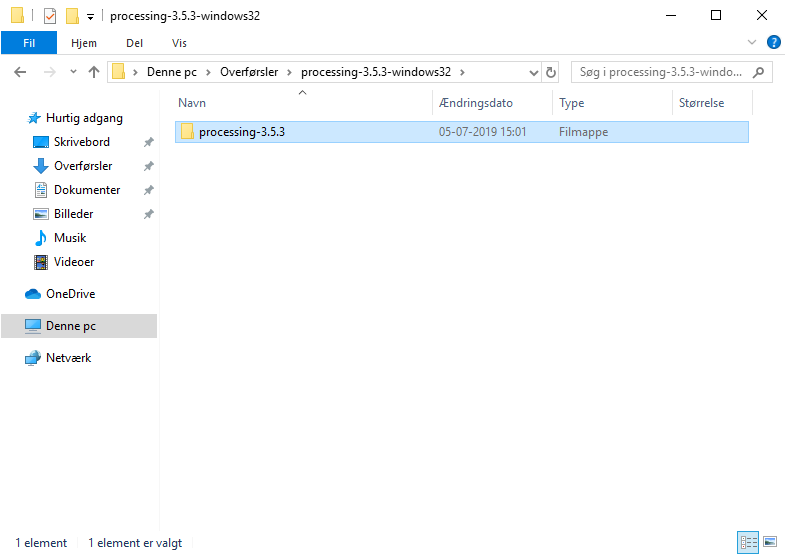 processing-3.5.3-windows32
Fil Hjem Del Vis
Denne pc Overførsler processing-3.5.3-windows32 Søg i processing-3.5.3-windo...
Navn Ændringsdato Type Størrelse
processing-3.5.3 05-07-2019 15:01 Filmappe
Hurtig adgang
Skrivebord
Overførsler
Dokumenter
Billeder
Musik
Videoer
OneDrive
Denne pc
Netværk
1 element 1 element er valgt